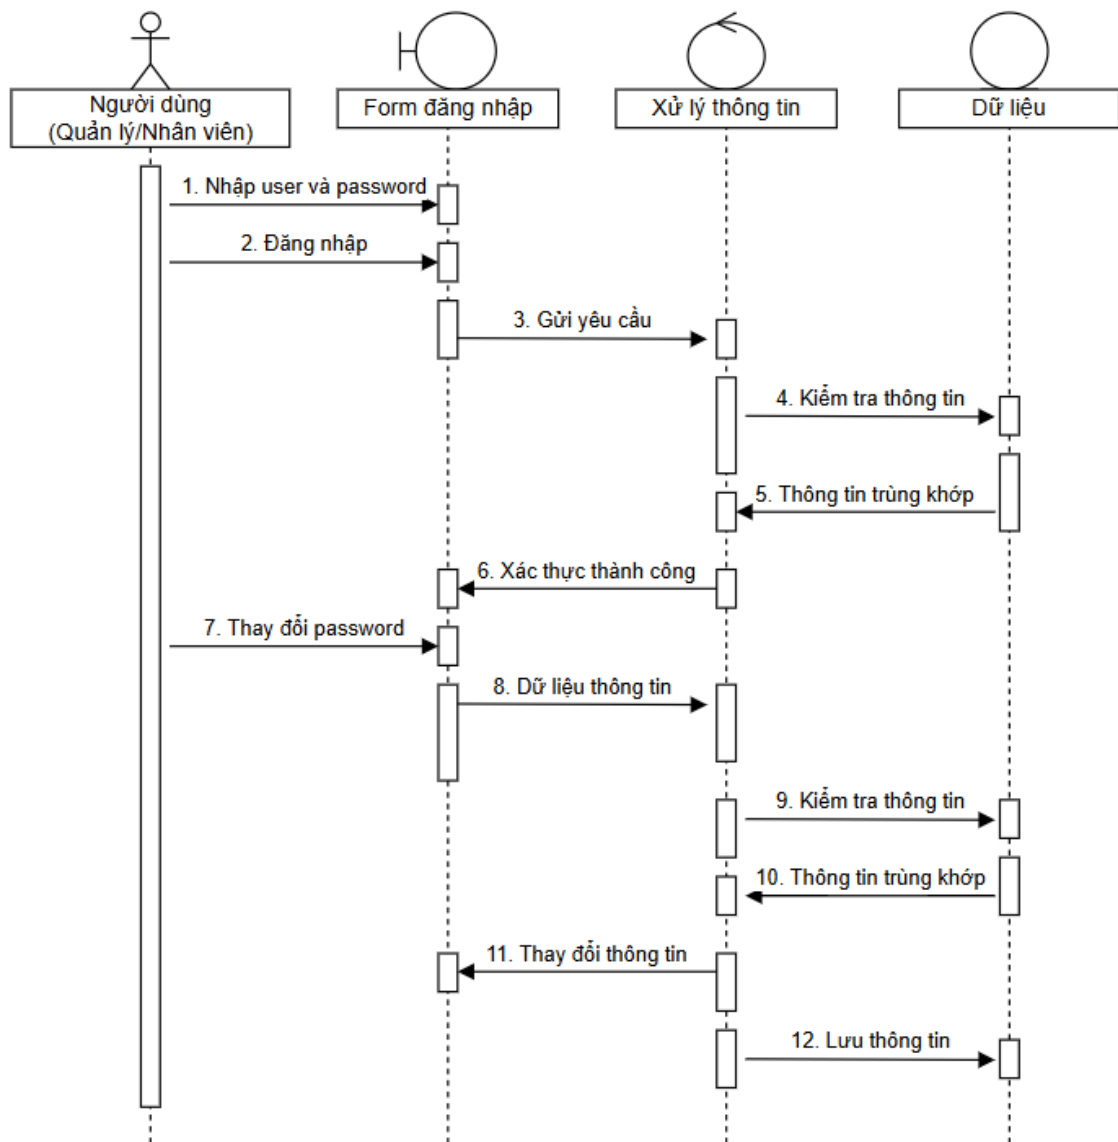 Người dùng
(Quản lý/Nhân viên)
Form đăng nhập
Xử lý thông tin
Dữ liệu
1. Nhập user và password
2. Đăng nhập
3. Gửi yêu cầu
4. Kiểm tra thông tin
5. Thông tin trùng khớp
6. Xác thực thành công
7. Thay đổi password
8. Dữ liệu thông tin
9. Kiểm tra thông tin
10. Thông tin trùng khớp
11. Thay đổi thông tin
12. Lưu thông tin